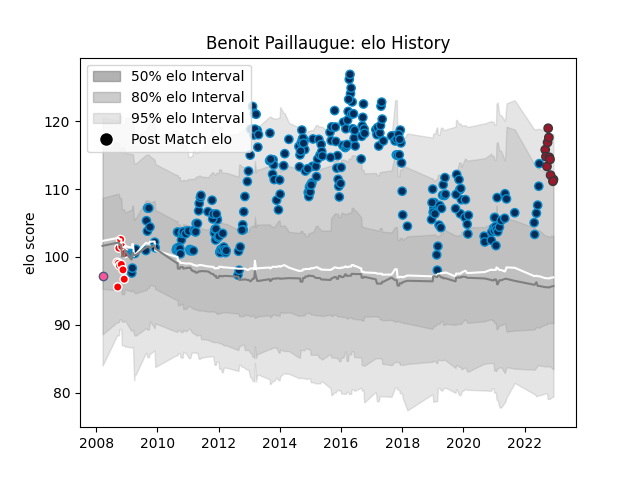 Benoit Paillaugue: elo History
50% elo Interval
80% elo Interval
95% elo Interval
Post Match elo
elo score
120
110
100
90
80
2008 2010 2012 2014 2016 2018 2020 2022